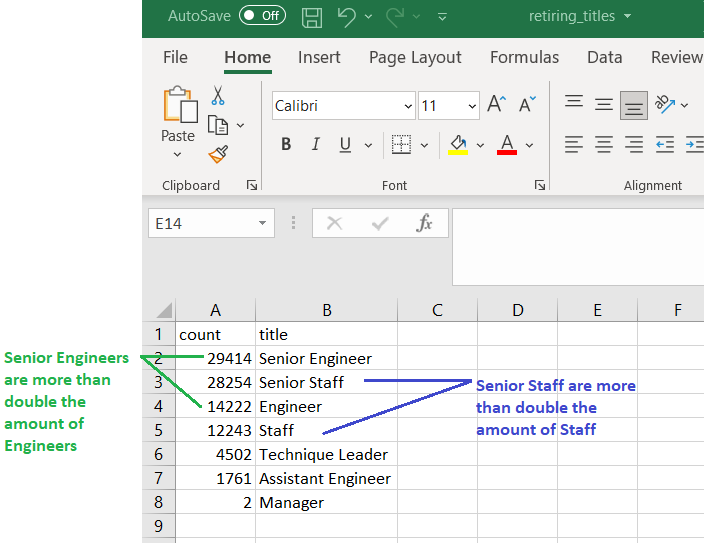 AutoSave Off retiring_titles
File Home Insert Page Layout Formulas Data Review
Paste
Calibri 11 A A
B I U A
Clipboard Font Alignment
E14 fx
A B C D E F
1 count title
2 29414 Senior Engineer
3 28254 Senior Staff
4 14222 Engineer
5 12243 Staff
6 4502 Technique Leader
7 1761 Assistant Engineer
8 2 Manager
9
Senior Engineers
are more than
double the
amount of
Engineers
Senior Staff are more
than double the
amount of Staff